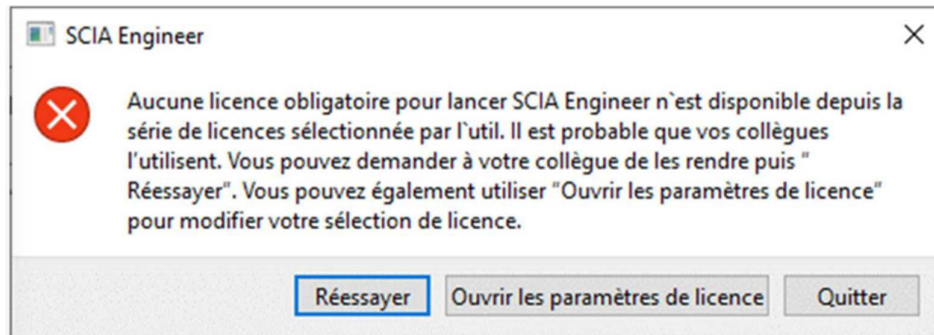 SCIA Engineer
Aucune licence obligatoire pour lancer SCIA Engineer n`est disponible depuis la
série de licences sélectionnée par l`util. Il est probable que vos collègues
l’utilisent. Vous pouvez demander à votre collègue de les rendre puis “
Réessayer”. Vous pouvez également utiliser “Ouvrir les paramètres de licence”
pour modifier votre sélection de licence.
Réessayer
Ouvrir les paramètres de licence
Quitter